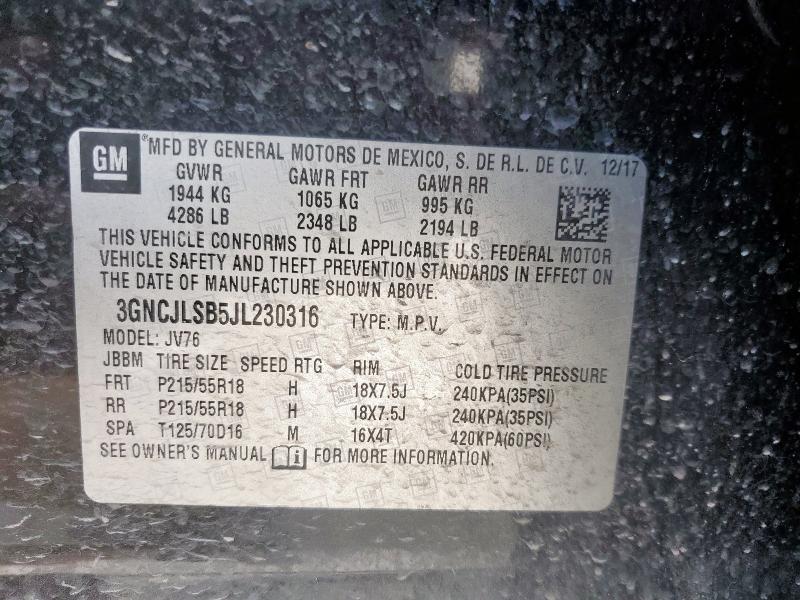 GM
®MFD BY GENERAL MOTORS DE MEXICO, S. DE R.L. DE C.V. 12/17
GVWR GAWR FRT GAWR RR
1944 KG 1065 KG 995 KG
4286 LB 2348 LB 2194 LB
THIS VEHICLE CONFORMS TO ALL APPLICABLE U.S. FEDERAL MOTOR
VEHICLE SAFETY AND THEFT PREVENTION STANDARDS IN EFFECT ON
THE DATE OF MANUFACTURE SHOWN ABOVE.
3GNCJLSB5JL230316 TYPE: M.P.V.
MODEL: JV76
JBBM TIRE SIZE SPEED RTG RIM COLD TIRE PRESSURE
FRT P215/55R18 H 18X7.5J 240KPA(35PSI)
RR P215/55R18 H 18X7.5J 240KPA(35PSI)
SPA T125/70D16 M 16X4T 420KPA(60PSI)
SEE OWNER'S MANUAL i FOR MORE INFORMATION.